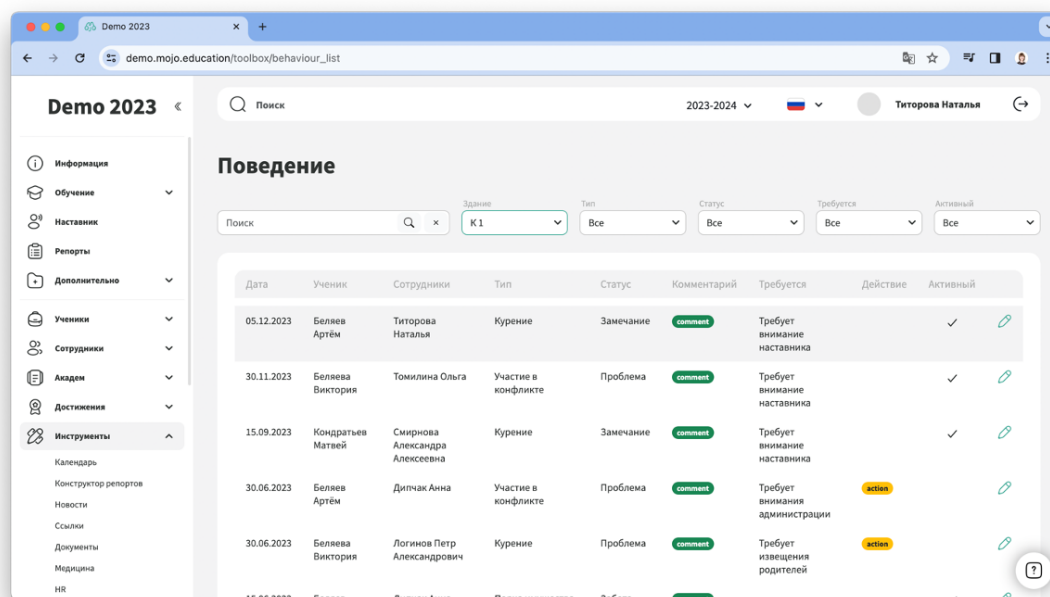 Demo 2023
demo.mojo.education/toolbox/behaviour_list
Demo 2023
Поиск
2023-2024
Титорова Наталья
Информация
Обучение
Наставник
Репорты
Дополнительно
Ученики
Сотрудники
Академ
Достижения
Инструменты
Календарь
Конструктор репортов
Новости
Ссылки
Документы
Медицина
HR
Поведение
Здание
Тип
Статус
Требуется
Активный
Поиск
К 1
Все
Все
Все
Все
Дата Ученик Сотрудники Тип Статус Комментарий Требуется Действие Активный
05.12.2023 Беляев Титорова Курение Замечание comment Требует
Артём Наталья внимание
наставника
30.11.2023 Беляева Томилина Ольга Участие в Проблема comment Требует
Виктория конфликте внимание
наставника
15.09.2023 Кондратьев Смирнова Курение Замечание comment Требует
Матвей Александра внимание
Алексеевна наставника
30.06.2023 Беляев Дипчак Анна Участие в Проблема comment Требует action
Артём конфликте внимания
администрации
30.06.2023 Беляева Логинов Петр Курение Проблема comment Требует action
Виктория Александрович извещения
родителей